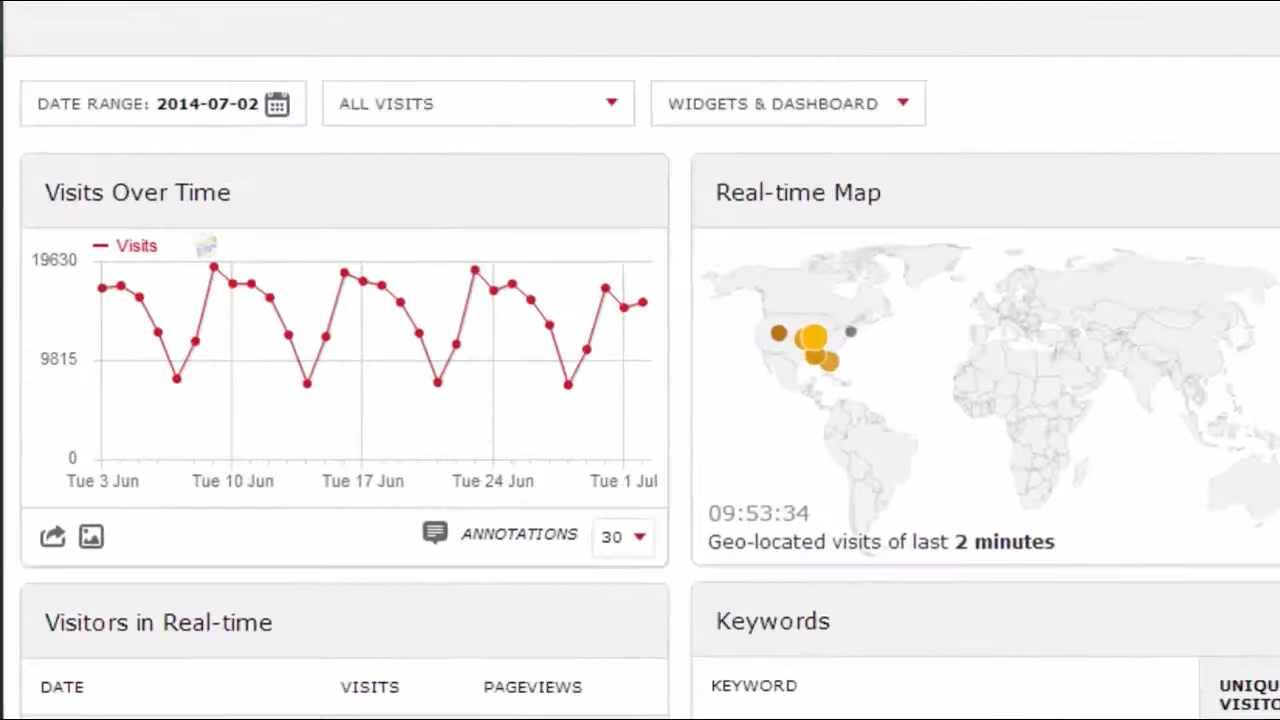 DATE RANGE: 2014-07-02
ALL VISITS
WIDGETS & DASHBOARD
Visits Over Time
Visits
19630
9815
0
Tue 3 Jun
Tue 10 Jun
Tue 17 Jun
Tue 24 Jun
Tue 1 Jul
ANNOTATIONS
30
Real-time Map
09:53:34
Geo-located visits of last 2 minutes
Visitors in Real-time
DATE
VISITS
PAGEVIEWS
Keywords
KEYWORD
UNIQU
VISITO